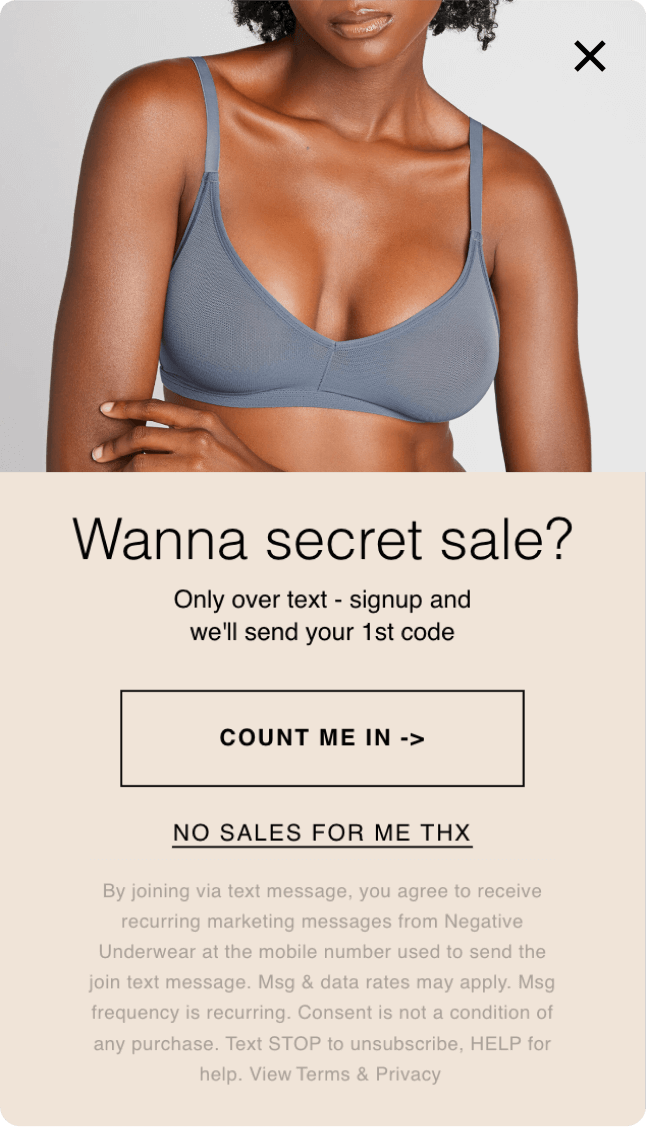 Wanna secret sale?
Only over text - signup and
we'll send your 1st code
COUNT ME IN ->
NO SALES FOR ME THX
By joining via text message, you agree to receive
recurring marketing messages from Negative
Underwear at the mobile number used to send the
join text message. Msg & data rates may apply. Msg
frequency is recurring. Consent is not a condition of
any purchase. Text STOP to unsubscribe, HELP for
help. View Terms & Privacy